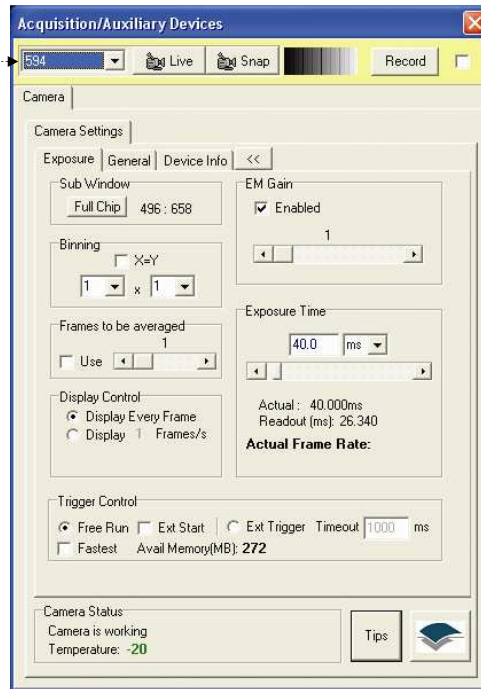 Acquisition/Auxiliary Devices
594 Live Snap Record
Camera
Camera Settings
Exposure General Device Info <<
Sub Window
Full Chip 496 : 658
Binning
X=Y
1 x 1
Frames to be averaged
1
Use
Display Control
Display Every Frame
Display 1 Frames/s
EM Gain
Enabled
1
Exposure Time
40.0 ms
Actual : 40.000ms
Readout (ms): 26.340
Actual Frame Rate:
Trigger Control
Free Run Ext Start Ext Trigger Timeout 1000 ms
Fastest Avail Memory(MB): 272
Camera Status
Camera is working
Temperature: -20
Tips